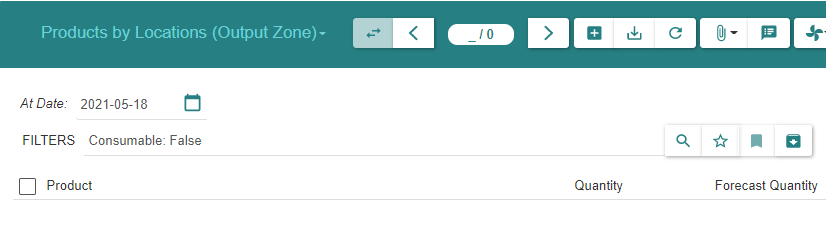 Products by Locations (Output Zone)
_ / 0
At Date: 2021-05-18
FILTERS Consumable: False
Product Quantity Forecast Quantity